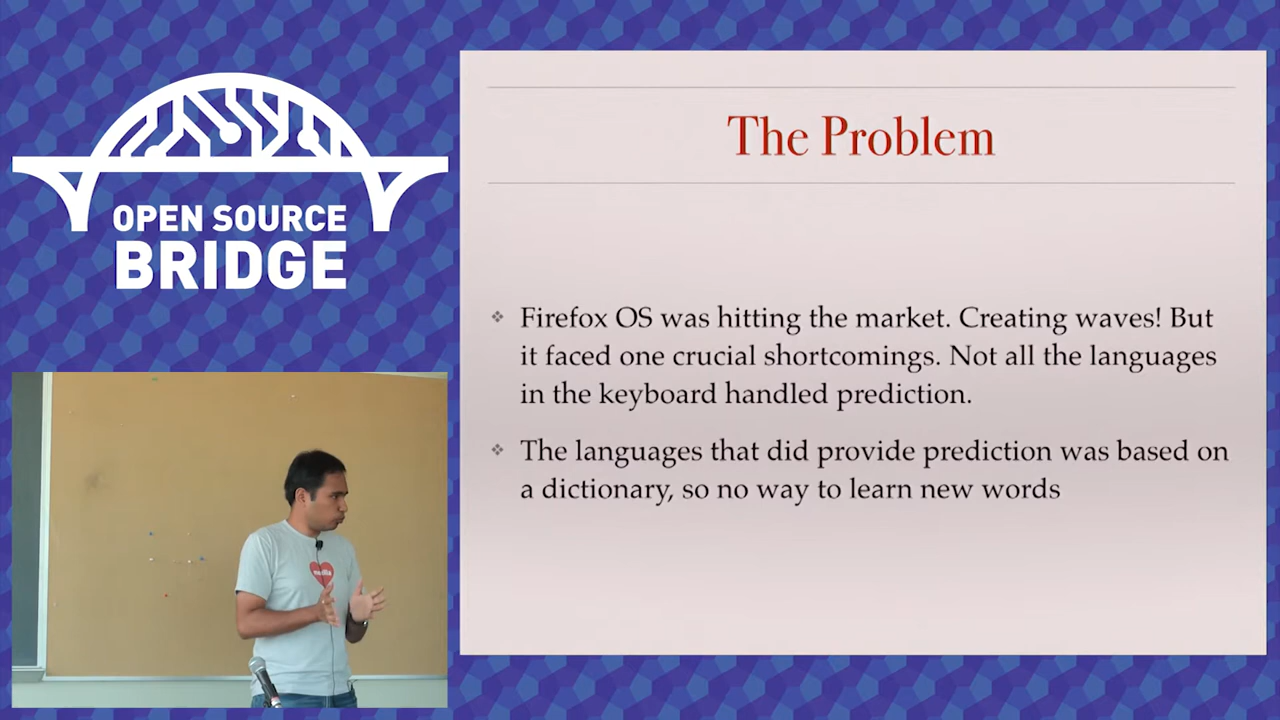 OPEN SOURCE
BRIDGE
The Problem
❖ Firefox OS was hitting the market. Creating waves! But
it faced one crucial shortcomings. Not all the languages
in the keyboard handled prediction.
❖ The languages that did provide prediction was based on
a dictionary, so no way to learn new words
mozilla